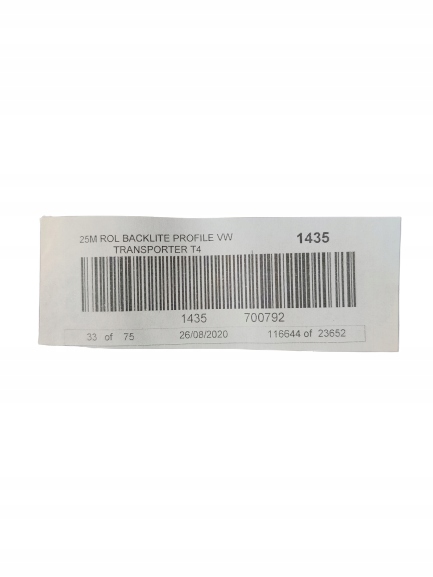 25M ROL BACKLITE PROFILE VW 1435
TRANSPORTER T4
1435 700792
33 of 75 26/08/2020 116644 of 23652